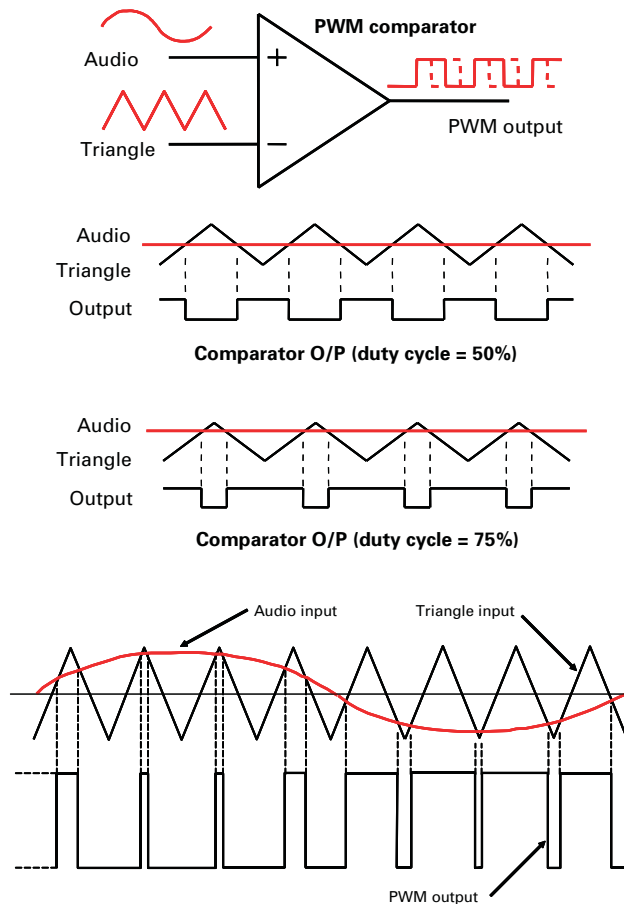 PWM comparator
Audio
+
PWM output
Triangle
−
Audio
Triangle
Output
Comparator O/P (duty cycle = 50%)
Audio
Triangle
Output
Comparator O/P (duty cycle = 75%)
Audio input
Triangle input
PWM output